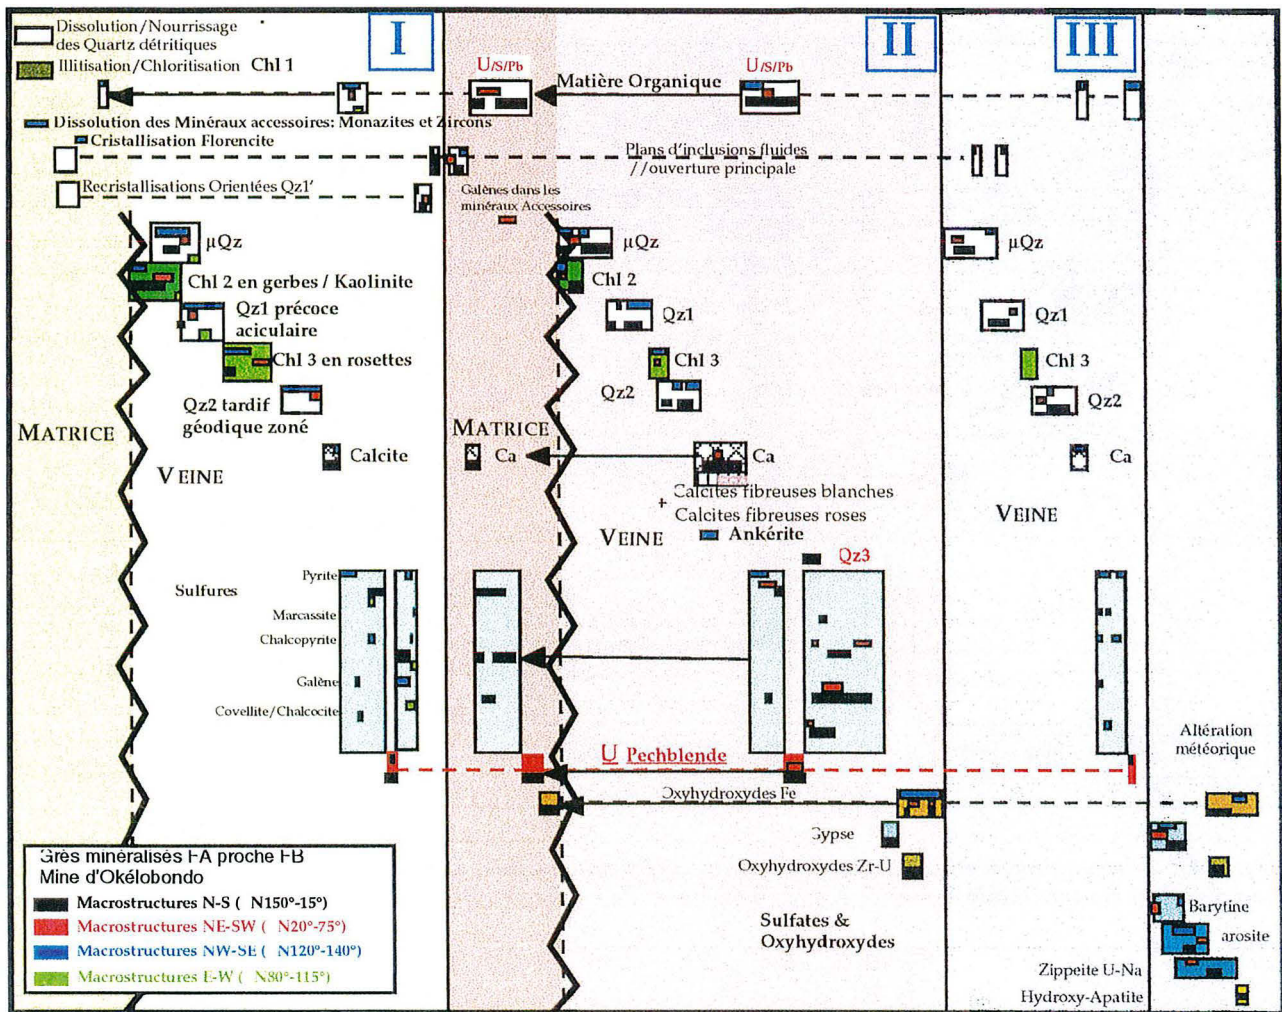 Dissolution/Nourrissage
des Quartz détritiques
Illitisation/Chloritisation Chl 1
I
II
III
U/S/Pb
Matière Organique
U/S/Pb
Dissolution des Minéraux accessoires: Monazites et Zircons
Cristallisation Florencite
Plans d'inclusions fluides
//ouverture principale
Recristallisations Orientées Qz1'
Galènes dans les
minéraux Accessoires
µQz
µQz
µQz
Chl 2 en gerbes / Kaolinite
Chl 2
Qz1 précoce
aciculaire
Qz1
Qz1
Chl 3 en rosettes
Chl 3
Chl 3
Qz2 tardif
géodique zoné
Qz2
Qz2
MATRICE
MATRICE
Calcite
Ca
Ca
Ca
VEINE
Calcites fibreuses blanches
+
Calcites fibreuses roses
VEINE
VEINE
Ankérite
Qz3
Sulfures
Pyrite
Marcassite
Chalcopyrite
Galène
Covellite/Chalcocite
Altération
météorique
U Pechblende
Oxyhydroxydes Fe
Gypse
Oxyhydroxydes Zr-U
Sulfates &
Oxyhydroxydes
Barytine
arosite
Zippeite U-Na
Hydroxy-Apatite
Grès minéralisés FA proche FB
Mine d'Okélobondo
Macrostructures N-S ( N150°-15°)
Macrostructures NE-SW ( N20°-75°)
Macrostructures NW-SE ( N120°-140°)
Macrostructures E-W ( N80°-115°)